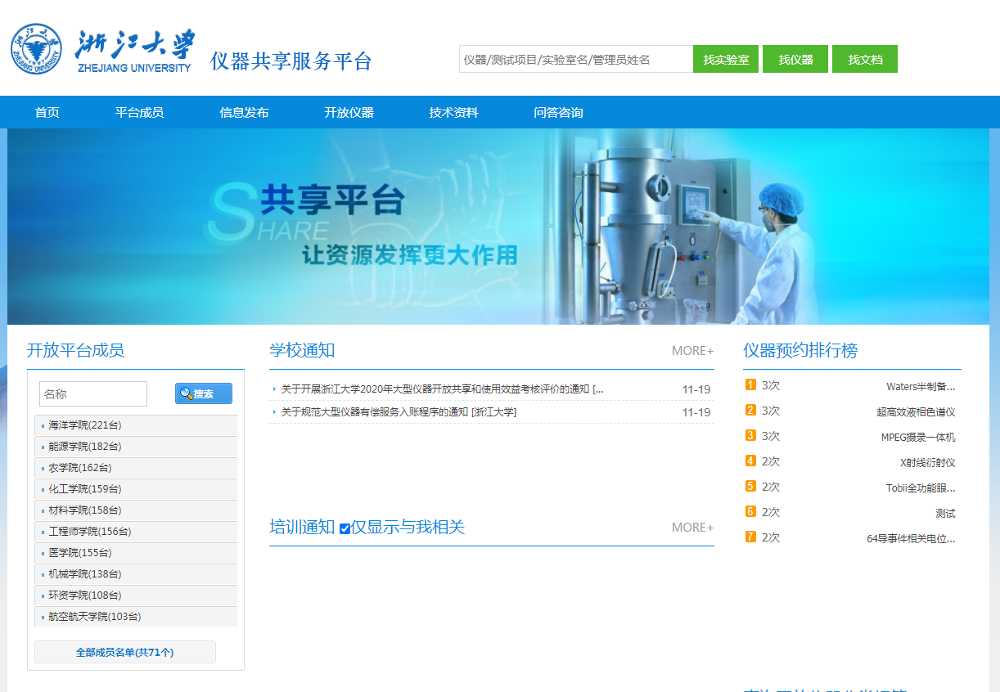 浙江大学
ZHEJIANG UNIVERSITY
仪器共享服务平台
仪器/测试项目/实验室名/管理员姓名
找实验室
找仪器
找文档
首页
平台成员
信息发布
开放仪器
技术资料
问答咨询
共享平台
SHARE
让资源发挥更大作用
开放平台成员
名称
搜索
海洋学院(221台)
能源学院(182台)
农学院(162台)
化工学院(159台)
材料学院(158台)
工程师学院(156台)
医学院(155台)
机械学院(138台)
环资学院(108台)
航空航天学院(103台)
全部成员名单(共71个)
学校通知 MORE+
关于开展浙江大学2020年大型仪器开放共享和使用效益考核评价的通知 [... 11-19
关于规范大型仪器有偿服务入账程序的通知 [浙江大学] 11-19
培训通知 仅显示与我相关 MORE+
仪器预约排行榜
1 3次 Waters半制备...
2 3次 超高效液相色谱仪
3 3次 MPEG摄录一体机
4 2次 X射线衍射仪
5 2次 Tobii全功能眼...
6 2次 测试
7 2次 64导事件相关电位...